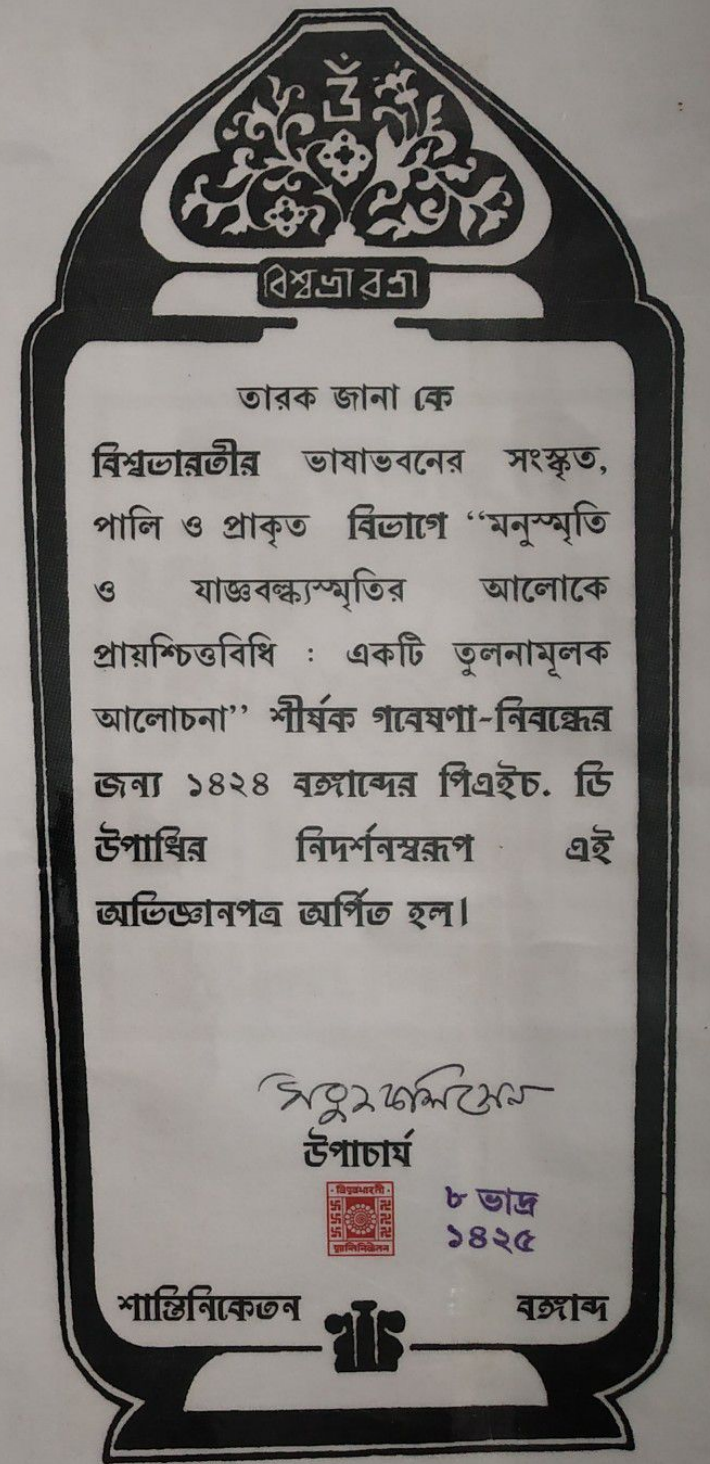 ওঁ
বিশ্বভারতী
তারক জানা কে
বিশ্বভারতীর ভাষাভবনের সংস্কৃত,
পালি ও প্রাকৃত বিভাগে “মনুস্মৃতি
ও যাজ্ঞবল্ক্যস্মৃতির আলোকে
প্রায়শ্চিত্তবিধি : একটি তুলনামূলক
আলোচনা” শীর্ষক গবেষণা-নিবন্ধের
জন্য ১৪২৪ বঙ্গাব্দের পিএইচ. ডি
উপাধির নিদর্শনস্বরূপ এই
অভিজ্ঞানপত্র অর্পিত হল।
উপাচার্য
৮ ভাদ্র
১৪২৫
শান্তিনিকেতন বঙ্গাব্দ